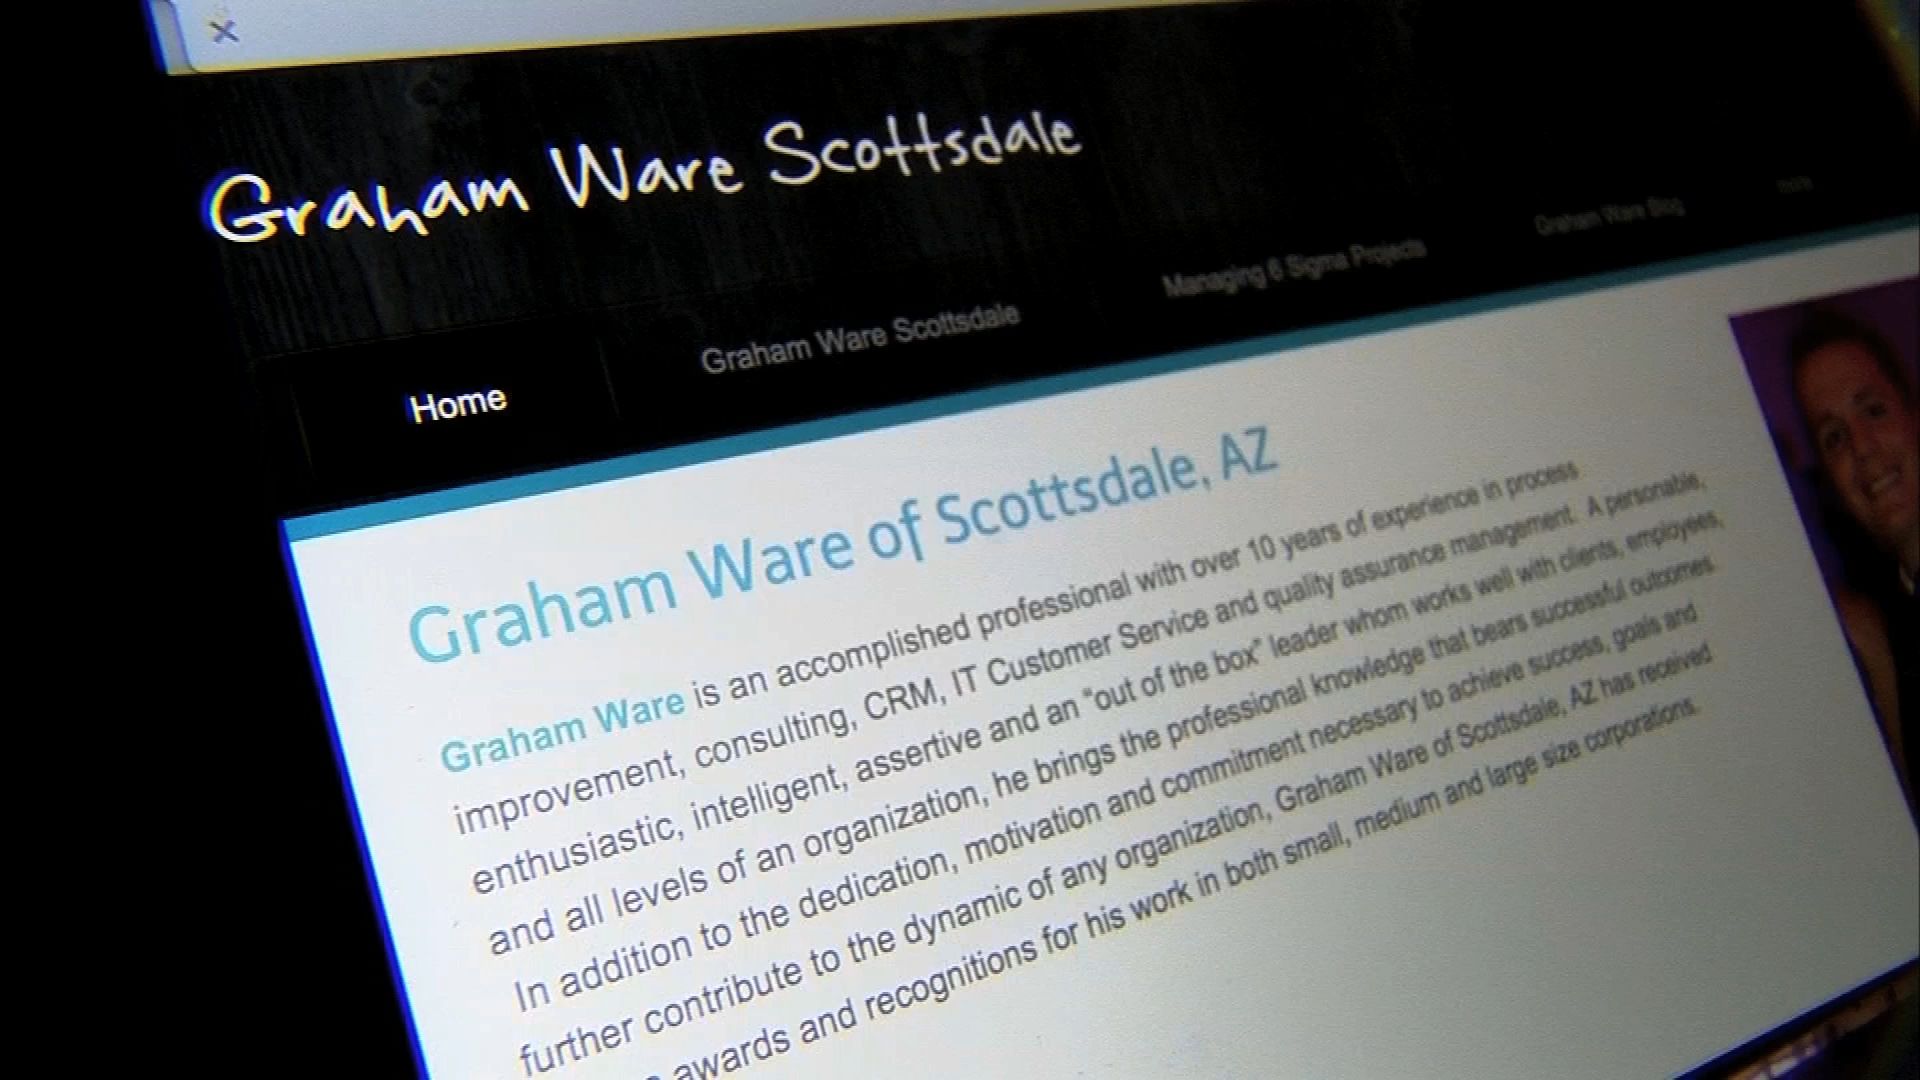 Graham Ware Scottsdale
Home
Graham Ware Scottsdale
Managing 6 Sigma Projects
Graham Ware Blog
Graham Ware of Scottsdale, AZ
Graham Ware is an accomplished professional with over 10 years of experience in process
improvement, consulting, CRM, IT Customer Service and quality assurance management. A personable,
enthusiastic, intelligent, assertive and an “out of the box” leader whom works well with clients, employees,
and all levels of an organization, he brings the professional knowledge that bears successful outcomes.
In addition to the dedication, motivation and commitment necessary to achieve success, goals and
further contribute to the dynamic of any organization, Graham Ware of Scottsdale, AZ has received
awards and recognitions for his work in both small, medium and large size corporations.